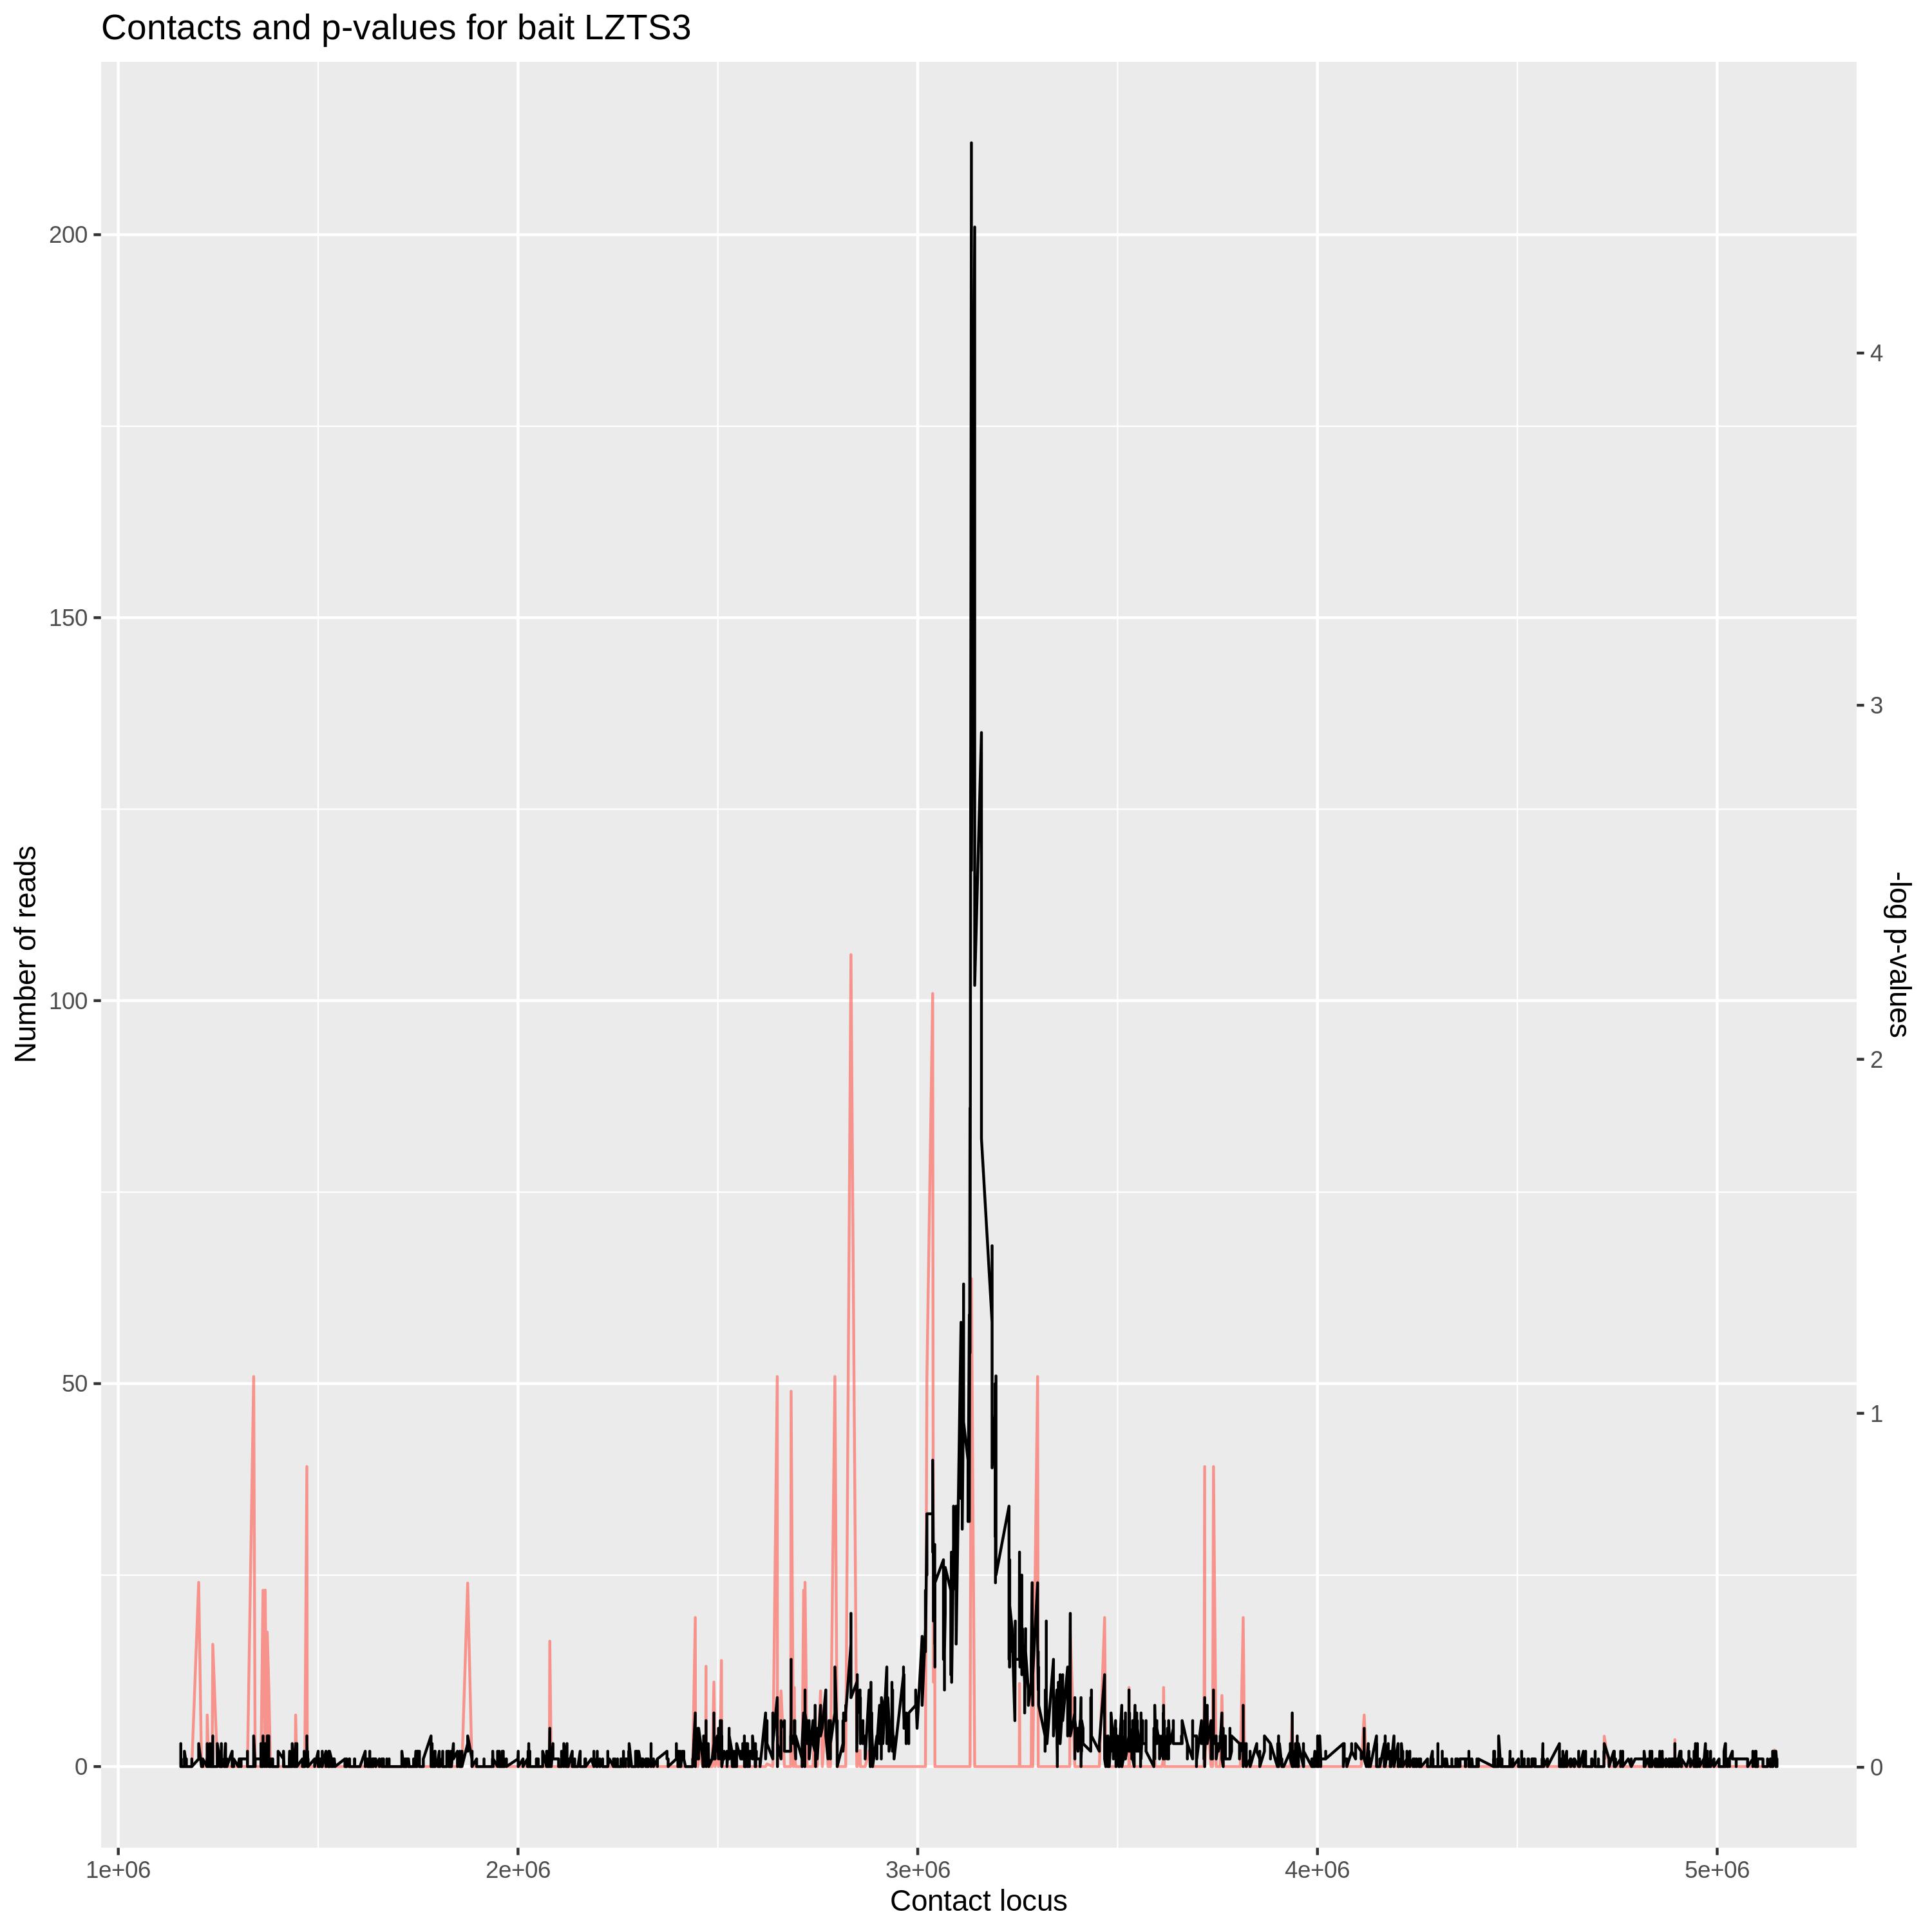 Contacts and p-values for bait LZTS3
Number of reads
200
150
100
50
0
4
3
2
1
0
-log p-values
1e+06
2e+06
3e+06
4e+06
5e+06
Contact locus